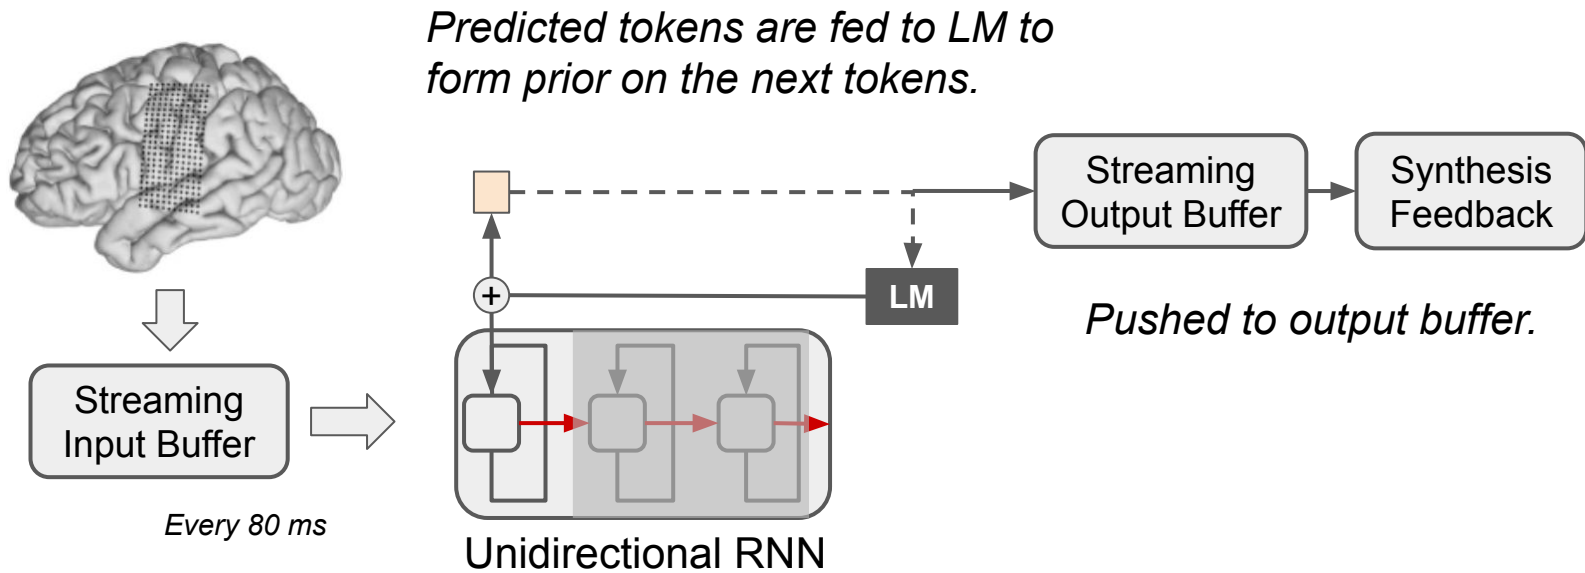 Predicted tokens are fed to LM to
form prior on the next tokens.
Streaming
Output Buffer
Synthesis
Feedback
+
LM
Pushed to output buffer.
Streaming
Input Buffer
Every 80 ms
Unidirectional RNN